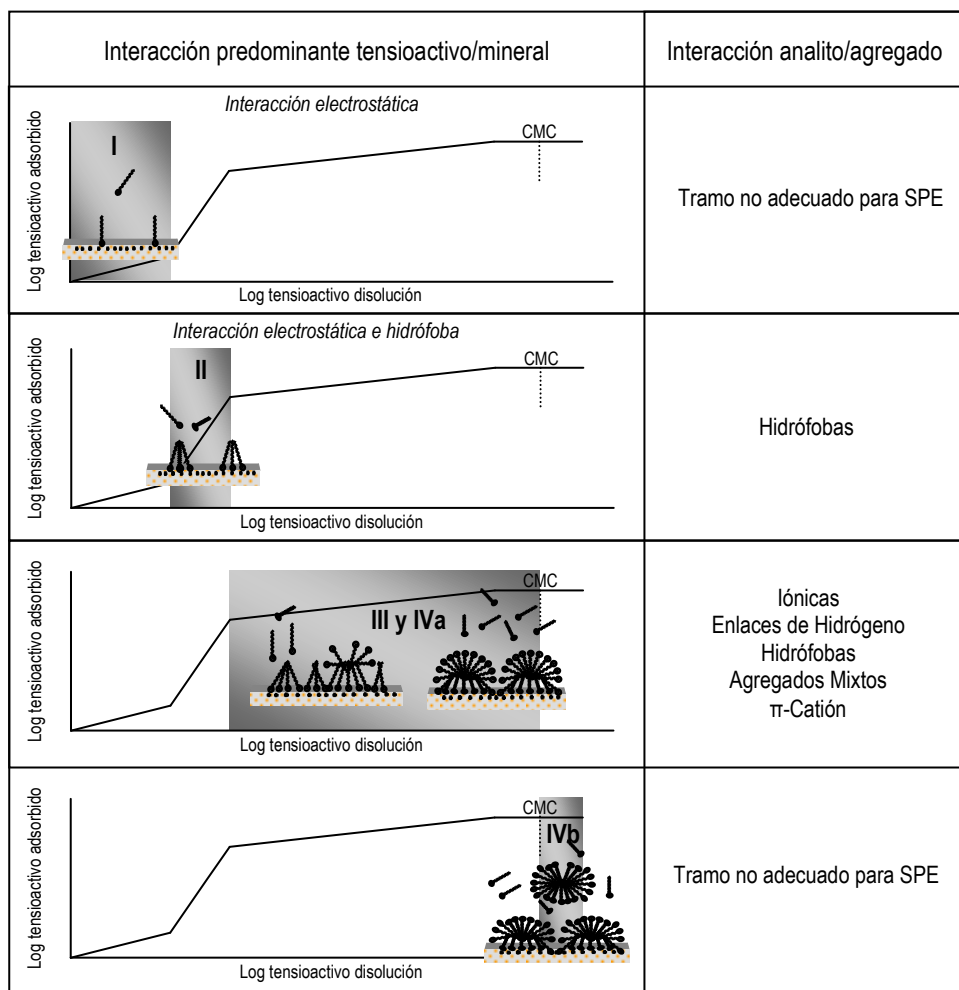 Interacción predominante tensioactivo/mineral
Interacción analito/agregado
Interacción electrostática
Log tensioactivo adsorbido
I
CMC
Log tensioactivo disolución
Tramo no adecuado para SPE
Interacción electrostática e hidrófoba
Log tensioactivo adsorbido
II
CMC
Log tensioactivo disolución
Hidrófobas
Log tensioactivo adsorbido
III y IVa
CMC
Log tensioactivo disolución
Iónicas
Enlaces de Hidrógeno
Hidrófobas
Agregados Mixtos
π-Catión
Log tensioactivo adsorbido
CMC
IVb
Log tensioactivo disolución
Tramo no adecuado para SPE